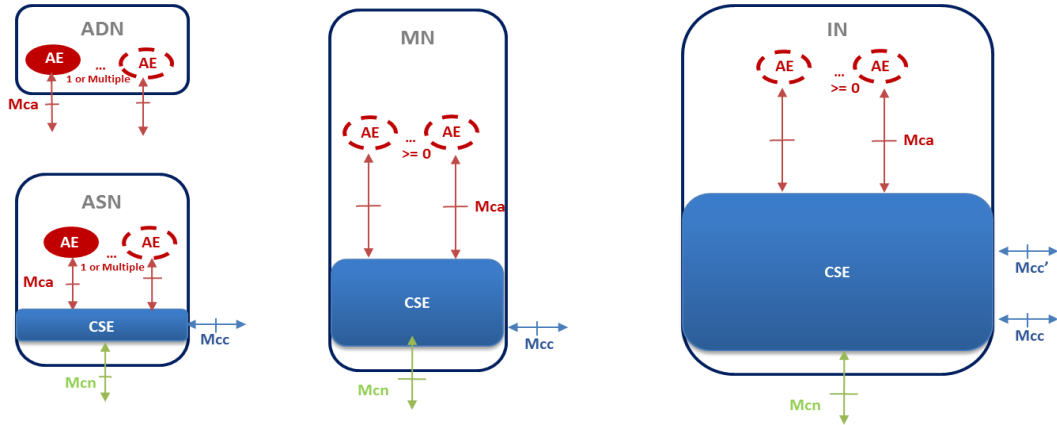 ADN
AE
...
AE
1 or Multiple
Mca
ASN
AE
...
AE
1 or Multiple
Mca
CSE
Mcc
Mcn
MN
AE
...
AE
>= 0
Mca
CSE
Mcc
Mcn
IN
AE
...
AE
>= 0
Mca
CSE
Mcc'
Mcc
Mcn